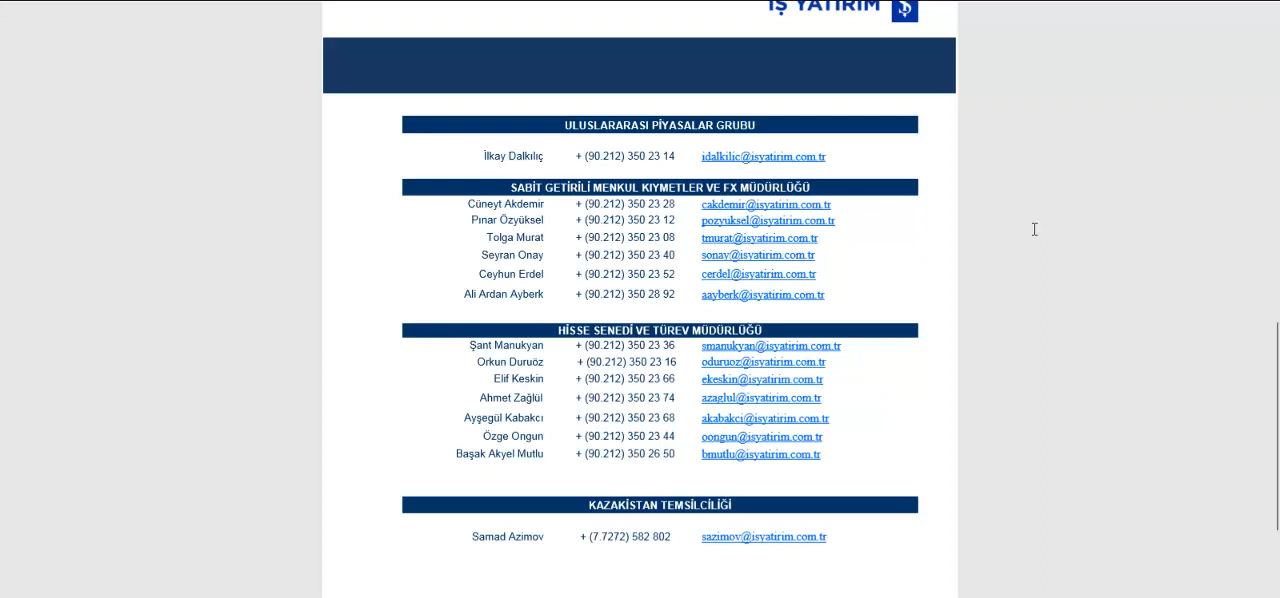 İŞ YATIRIM
ULUSLARARASI PİYASALAR GRUBU
İlkay Dalkılıç + (90.212) 350 23 14 idalkilic@isyatirim.com.tr
SABİT GETİRİLİ MENKUL KIYMETLER VE FX MÜDÜRLÜĞÜ
Cüneyt Akdemir + (90.212) 350 23 28 cakdemir@isyatirim.com.tr
Pınar Özyüksel + (90.212) 350 23 12 pozyuksel@isyatirim.com.tr
Tolga Murat + (90.212) 350 23 08 tmurat@isyatirim.com.tr
Seyran Onay + (90.212) 350 23 40 sonay@isyatirim.com.tr
Ceyhun Erdel + (90.212) 350 23 52 cerdel@isyatirim.com.tr
Ali Ardan Ayberk + (90.212) 350 28 92 aayberk@isyatirim.com.tr
HİSSE SENEDİ VE TÜREV MÜDÜRLÜĞÜ
Şant Manukyan + (90.212) 350 23 36 smanukyan@isyatirim.com.tr
Orkun Duruöz + (90.212) 350 23 16 oduruoz@isyatirim.com.tr
Elif Keskin + (90.212) 350 23 66 ekeskin@isyatirim.com.tr
Ahmet Zağlül + (90.212) 350 23 74 azaglul@isyatirim.com.tr
Ayşegül Kabakcı + (90.212) 350 23 68 akabakci@isyatirim.com.tr
Özge Ongun + (90.212) 350 23 44 oongun@isyatirim.com.tr
Başak Akyel Mutlu + (90.212) 350 26 50 bmutlu@isyatirim.com.tr
KAZAKİSTAN TEMSİLCİLİĞİ
Samad Azimov + (7.7272) 582 802 sazimov@isyatirim.com.tr